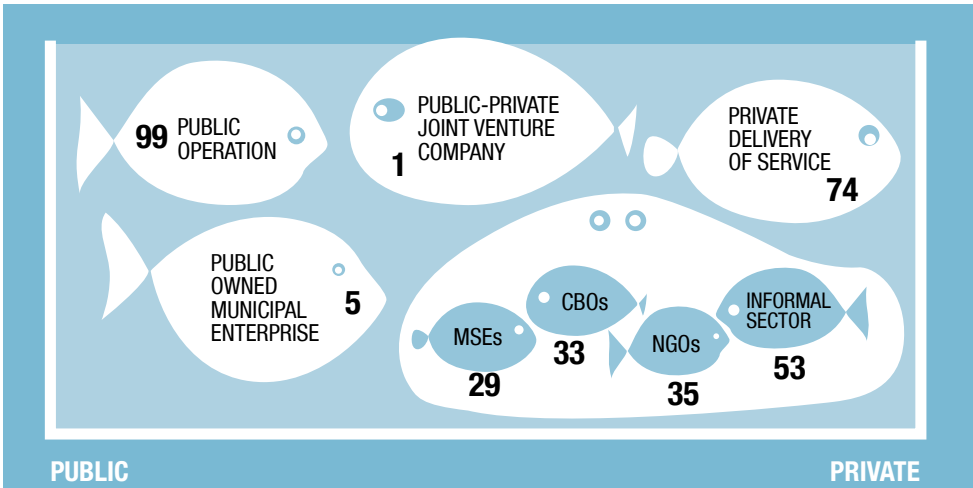 99 PUBLIC
OPERATION
PUBLIC-PRIVATE
JOINT VENTURE
COMPANY
1
PRIVATE
DELIVERY
OF SERVICE
74
PUBLIC
OWNED
MUNICIPAL
ENTERPRISE
5
MSEs
29
CBOs
33
NGOs
35
INFORMAL
SECTOR
53
PUBLIC
PRIVATE